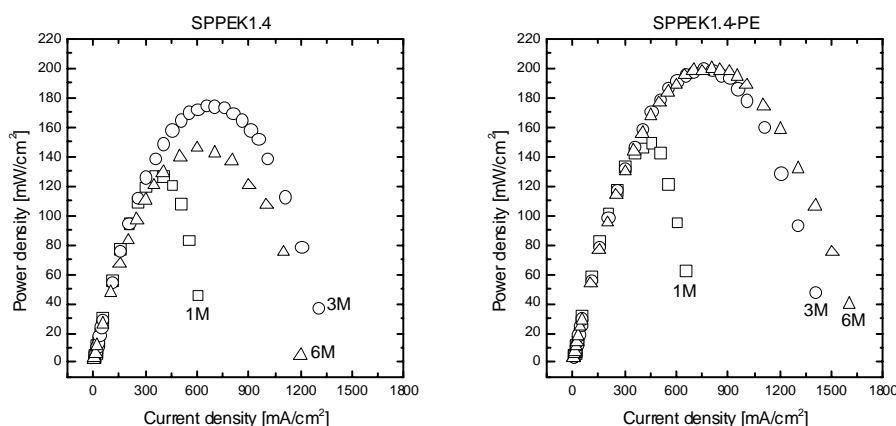 SPPEK1.4
Power density [mW/cm²]
220
200
180
160
140
120
100
80
60
40
20
0
1M
3M
6M
0 300 600 900 1200 1500 1800
Current density [mA/cm²]
SPPEK1.4-PE
Power density [mW/cm²]
220
200
180
160
140
120
100
80
60
40
20
0
1M
3M
6M
0 300 600 900 1200 1500 1800
Current density [mA/cm²]